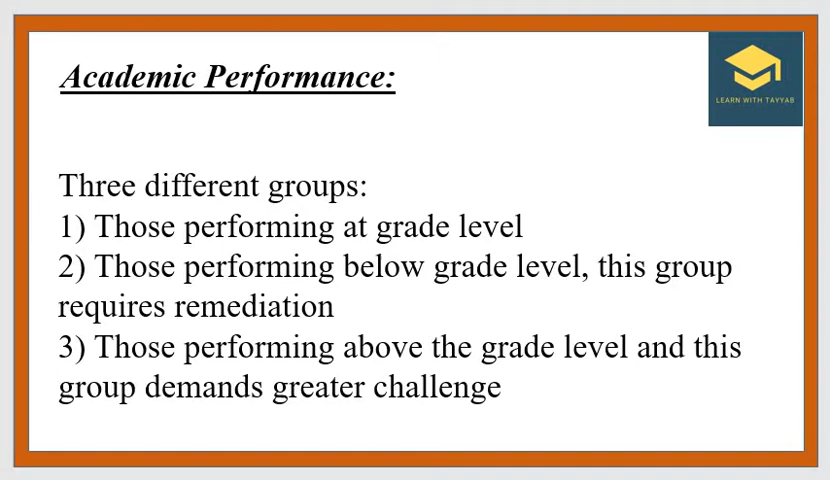 Academic Performance:
LEARN WITH TAYYAB
Three different groups:
1) Those performing at grade level
2) Those performing below grade level, this group
requires remediation
3) Those performing above the grade level and this
group demands greater challenge